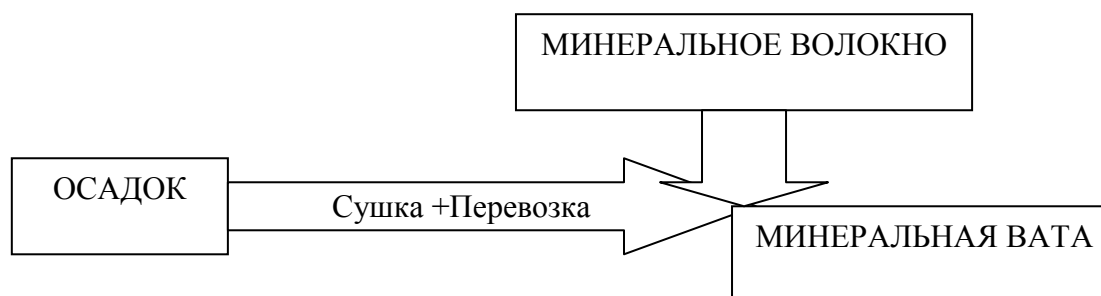 МИНЕРАЛЬНОЕ ВОЛОКНО
ОСАДОК
Сушка +Перевозка
МИНЕРАЛЬНАЯ ВАТА